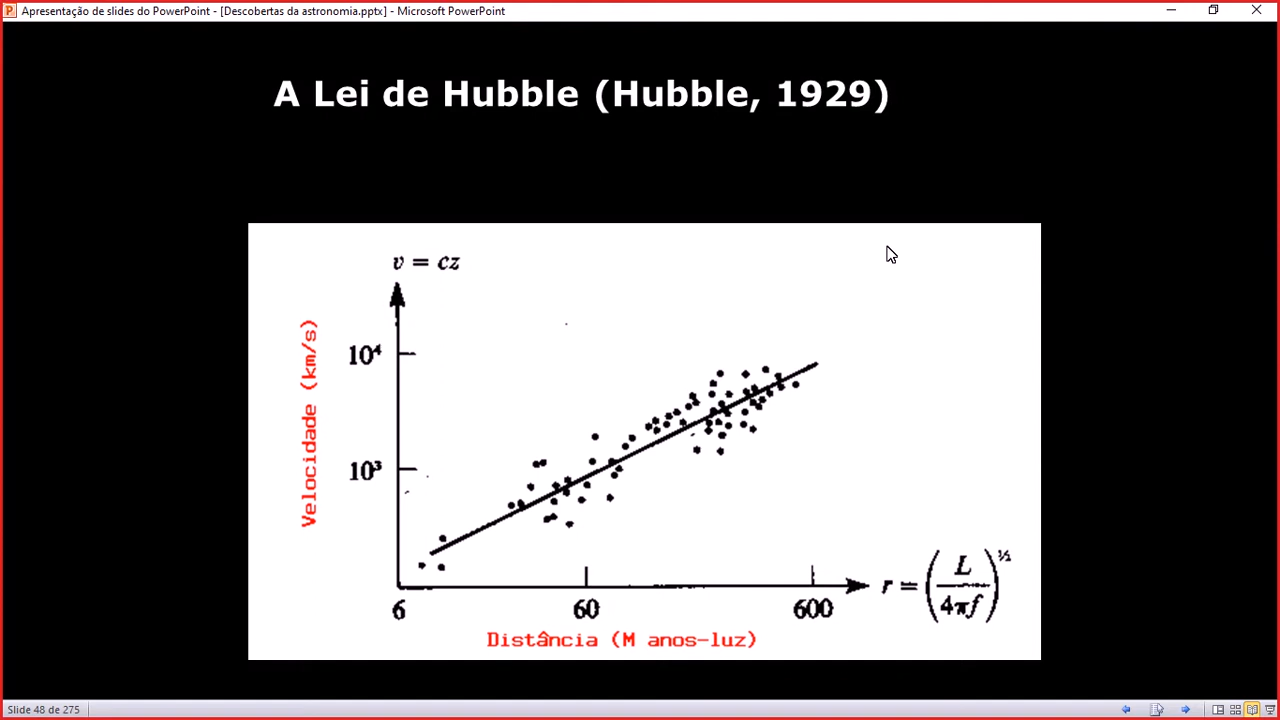 Apresentação de slides do PowerPoint - [Descobertas da astronomia.pptx] - Microsoft PowerPoint
A Lei de Hubble (Hubble, 1929)
v = cz
Velocidade (km/s)
10⁴
10³
6 60 600
r = (L / 4πf)^½
Distância (M anos-luz)
Slide 48 de 275